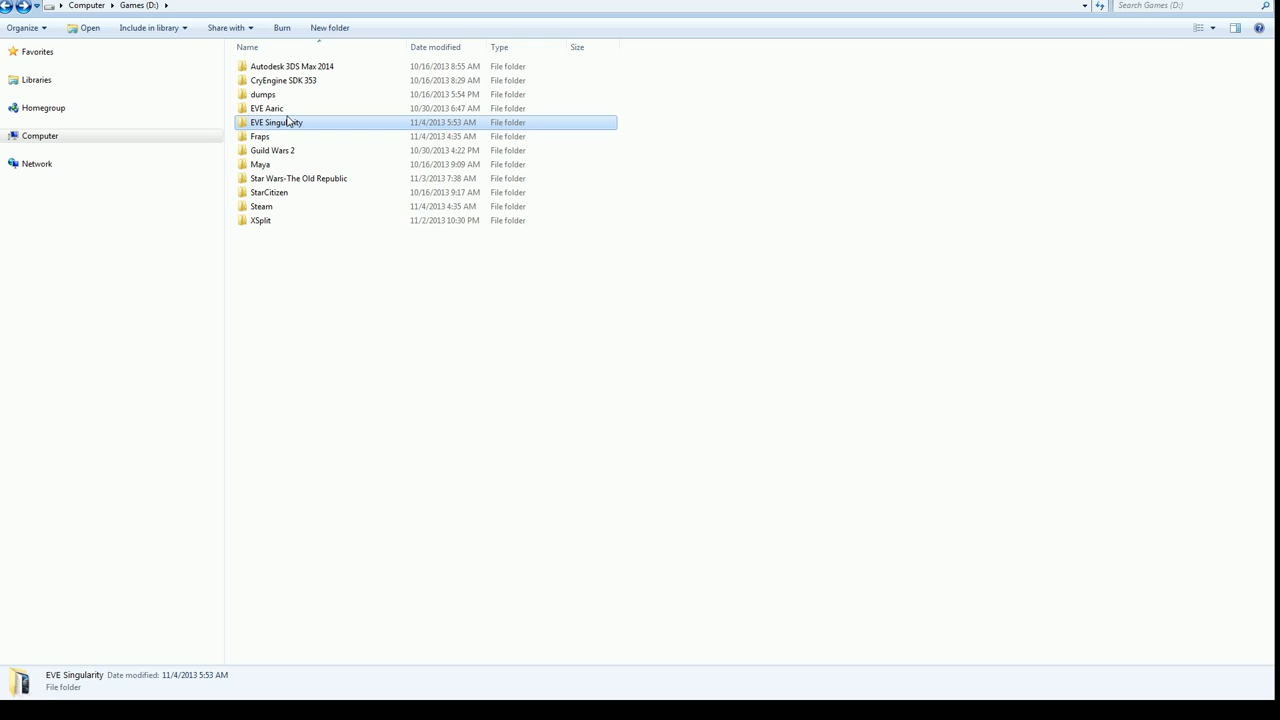 Computer Games (D:) Search Games (D:)
Organize Open Include in library Share with Burn New folder
Favorites
Libraries
Homegroup
Computer
Network
Name Date modified Type Size
Autodesk 3DS Max 2014 10/16/2013 8:55 AM File folder
CryEngine SDK 353 10/16/2013 8:29 AM File folder
dumps 10/16/2013 5:54 PM File folder
EVE Aaric 10/30/2013 6:47 AM File folder
EVE Singularity 11/4/2013 5:53 AM File folder
Fraps 11/4/2013 4:35 AM File folder
Guild Wars 2 10/30/2013 4:22 PM File folder
Maya 10/16/2013 9:09 AM File folder
Star Wars-The Old Republic 11/3/2013 7:38 AM File folder
StarCitizen 10/16/2013 9:17 AM File folder
Steam 11/4/2013 4:35 AM File folder
XSplit 11/2/2013 10:30 PM File folder
EVE Singularity Date modified: 11/4/2013 5:53 AM
File folder